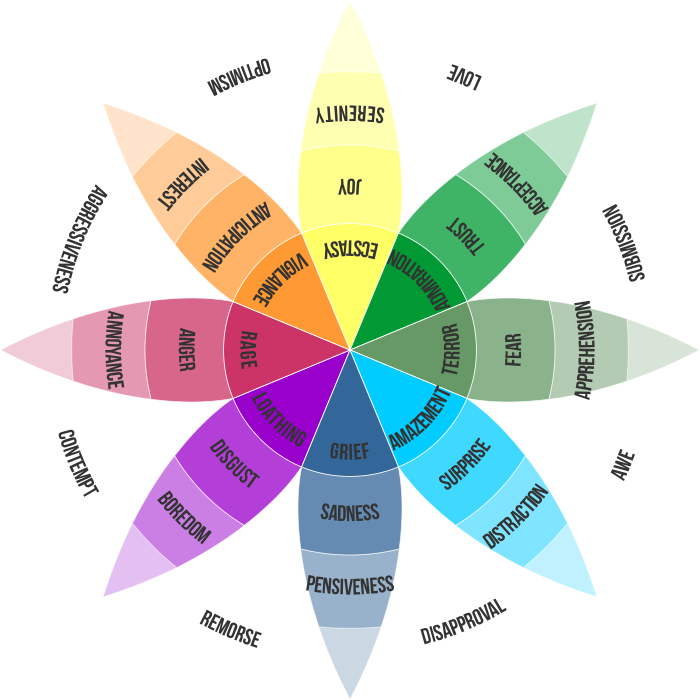 OPTIMISM
LOVE
SERENITY
INTEREST
ACCEPTANCE
JOY
ANTICIPATION
TRUST
AGGRESSIVENESS
SUBMISSION
ECSTASY
VIGILANCE
ADMIRATION
ANNOYANCE
ANGER
RAGE
TERROR
FEAR
APPREHENSION
LOATHING
AMAZEMENT
GRIEF
CONTEMPT
DISGUST
SURPRISE
AWE
BOREDOM
SADNESS
DISTRACTION
PENSIVENESS
REMORSE
DISAPPROVAL